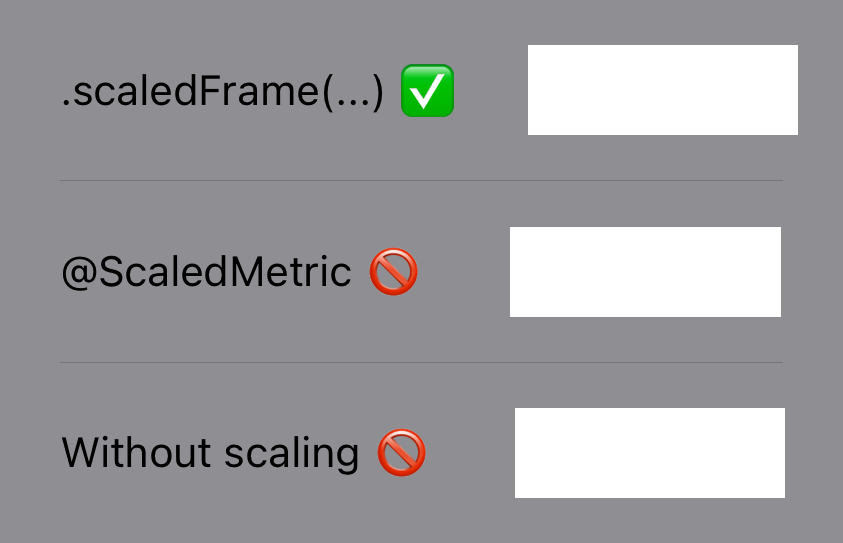 .scaledFrame(...) ✅
@ScaledMetric 🚫
Without scaling 🚫